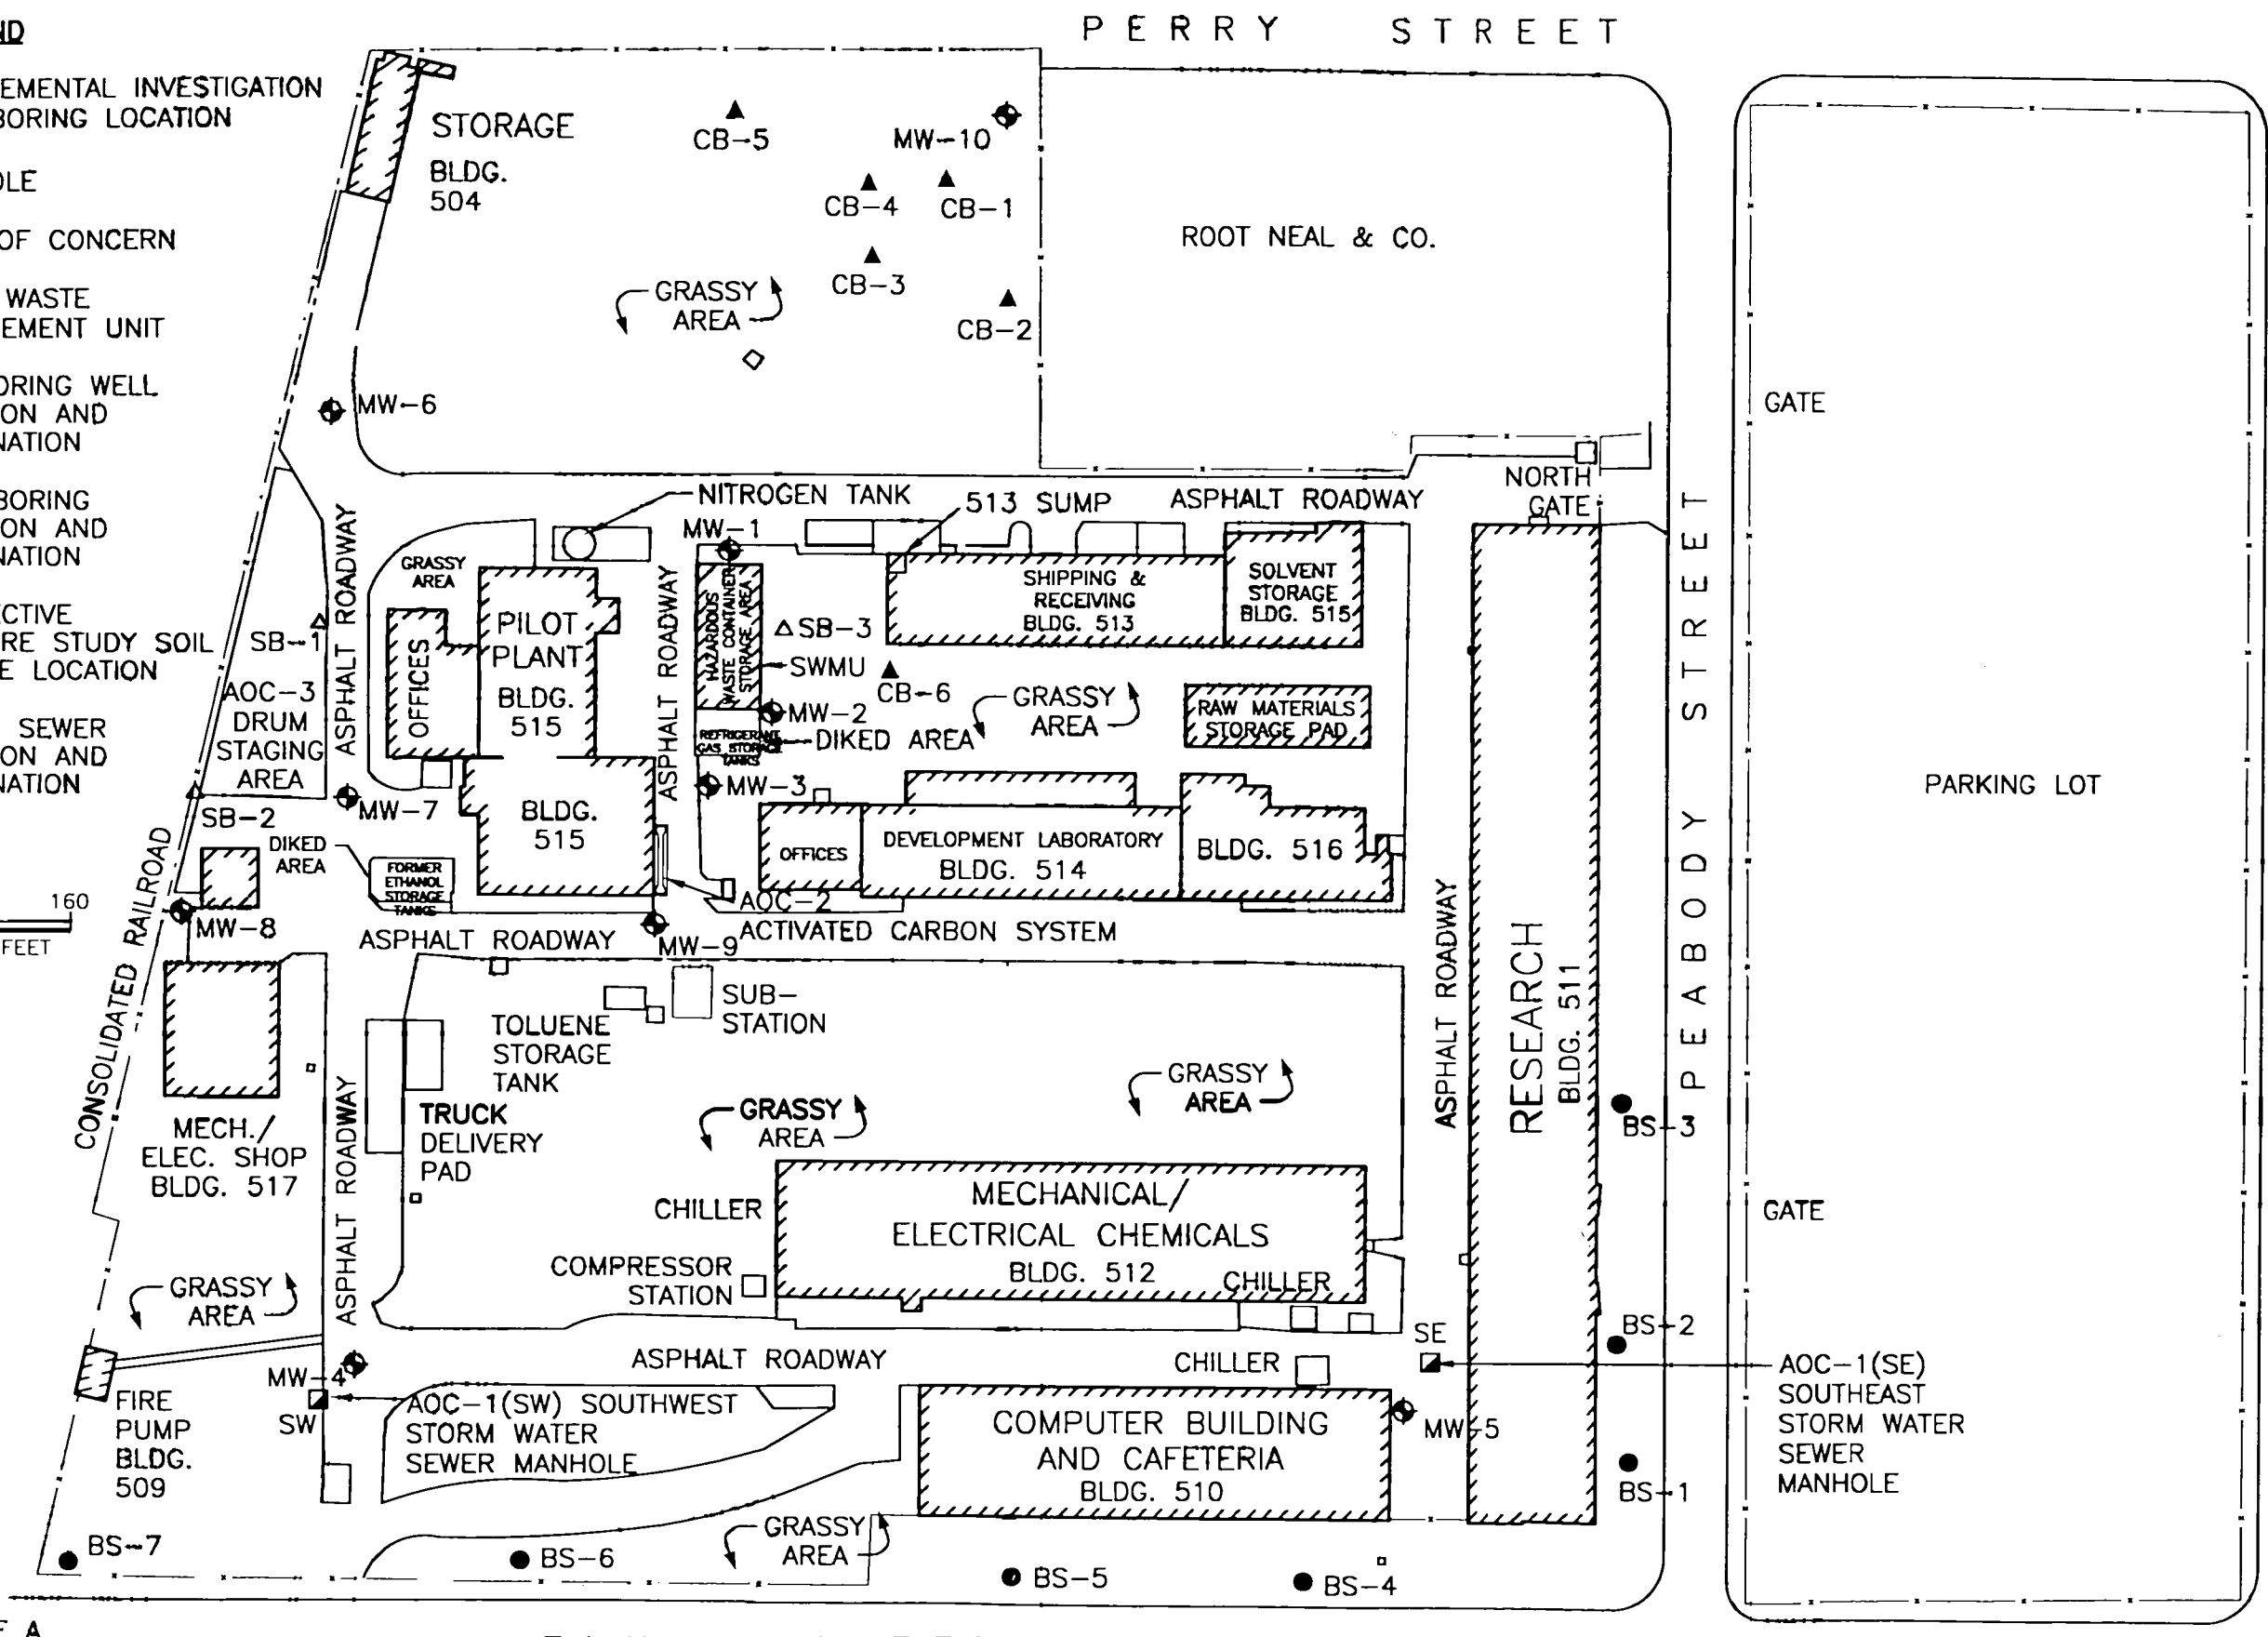 PERRY STREET
ND
EMENTAL INVESTIGATION
BORING LOCATION
OLE
OF CONCERN
WASTE
EMENT UNIT
ORING WELL
ON AND
NATION
BORING
ON AND
NATION
ECTIVE
RE STUDY SOIL
E LOCATION
SEWER
ON AND
NATION
160
FEET
STORAGE
BLDG.
504
CB-5
MW-10
CB-4
CB-1
CB-3
CB-2
GRASSY
AREA
ROOT NEAL & CO.
MW-6
GATE
NORTH
GATE
NITROGEN TANK
513 SUMP
ASPHALT ROADWAY
MW-1
ASPHALT ROADWAY
GRASSY
AREA
OFFICES
PILOT
PLANT
BLDG.
515
ASPHALT ROADWAY
HAZARDOUS
WASTE CONTAINER
STORAGE AREA
SB-3
SWMU
CB-6
SHIPPING &
RECEIVING
BLDG. 513
SOLVENT
STORAGE
BLDG. 515
SB-1
AOC-3
DRUM
STAGING
AREA
MW-2
REFRIGERANT
GAS STORAGE
TANKS
DIKED AREA
GRASSY
AREA
RAW MATERIALS
STORAGE PAD
MW-3
PARKING LOT
SB-2
MW-7
DIKED
AREA
FORMER
ETHANOL
STORAGE
TANKS
BLDG.
515
OFFICES
DEVELOPMENT LABORATORY
BLDG. 514
BLDG. 516
AOC-2
ACTIVATED CARBON SYSTEM
MW-8
MW-9
ASPHALT ROADWAY
CONSOLIDATED RAILROAD
ASPHALT ROADWAY
RESEARCH
BLDG. 511
PEABODY STREET
SUB-
STATION
TOLUENE
STORAGE
TANK
MECH./
ELEC. SHOP
BLDG. 517
ASPHALT ROADWAY
TRUCK
DELIVERY
PAD
GRASSY
AREA
GRASSY
AREA
BS-3
CHILLER
MECHANICAL/
ELECTRICAL CHEMICALS
BLDG. 512
CHILLER
COMPRESSOR
STATION
GATE
GRASSY
AREA
BS-2
SE
ASPHALT ROADWAY
CHILLER
AOC-1(SE)
SOUTHEAST
STORM WATER
SEWER
MANHOLE
MW-4
SW
AOC-1(SW) SOUTHWEST
STORM WATER
SEWER MANHOLE
FIRE
PUMP
BLDG.
509
COMPUTER BUILDING
AND CAFETERIA
BLDG. 510
MW-5
BS-1
GRASSY
AREA
BS-7
BS-6
BS-5
BS-4
A